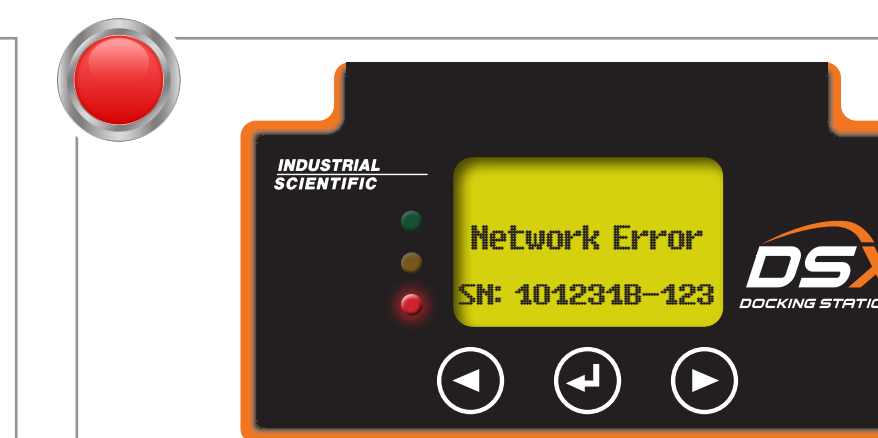 INDUSTRIAL
SCIENTIFIC
Network Error
SN: 101231B-123
DSX
DOCKING STATIO